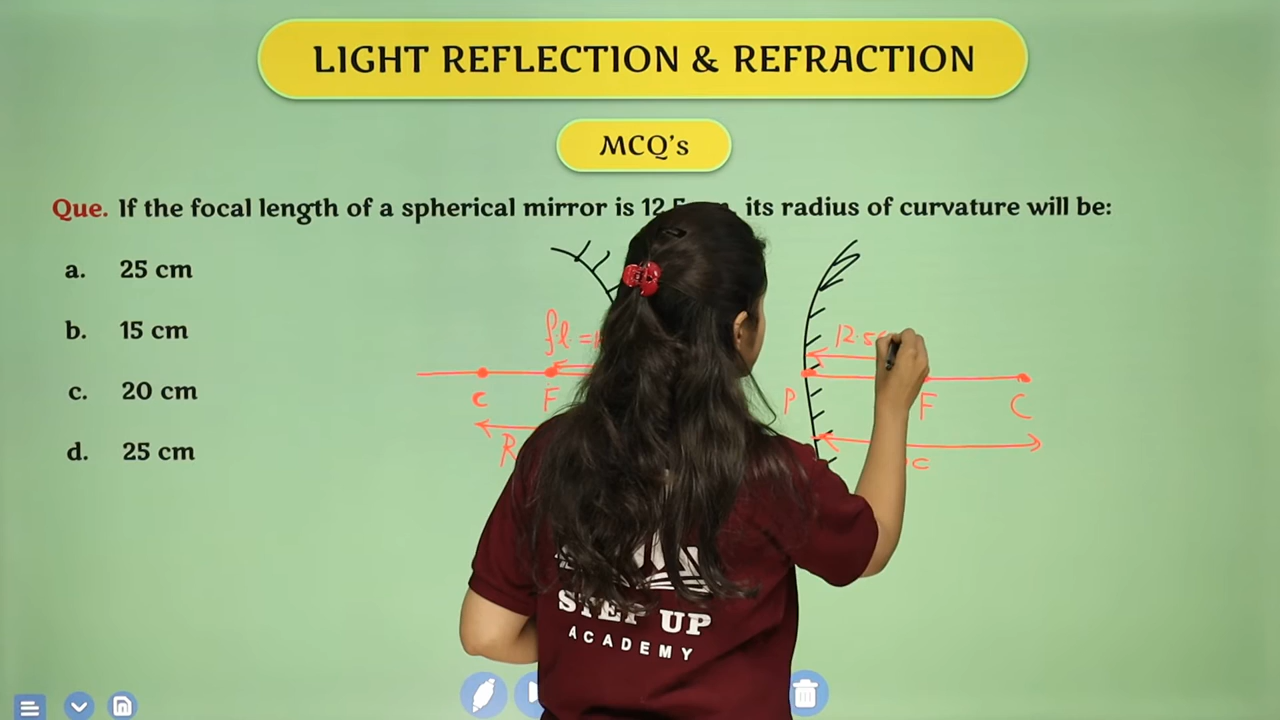 LIGHT REFLECTION & REFRACTION
MCQ's
Que. If the focal length of a spherical mirror is its radius of curvature will be:
a. 25 cm
b. 15 cm
c. 20 cm
d. 25 cm
f.l. =
12.5
C F
P F C
R
C
STEP UP
ACADEMY